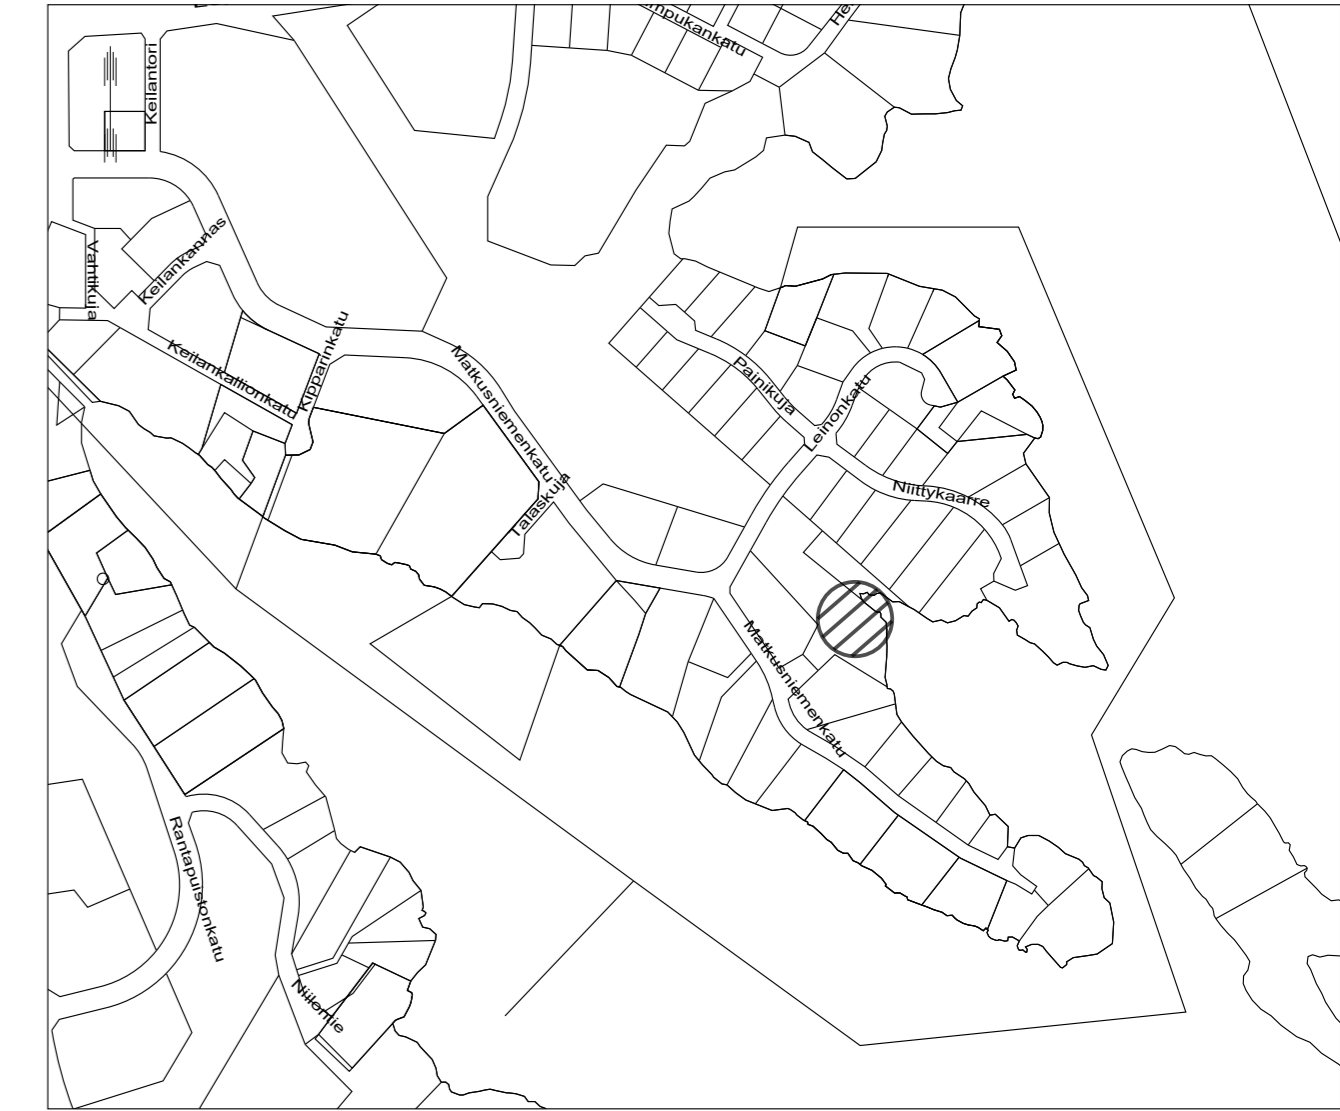 Keilantori
Keilankannas
Vahtikuja
Keilankallionkatu
Kipparinkatu
Matkusniemenkatu
Talaskuja
Painikuja
Leinonkatu
Niittykaarre
Matkusniemenkatu
Rantapuistonkatu
Niilontie